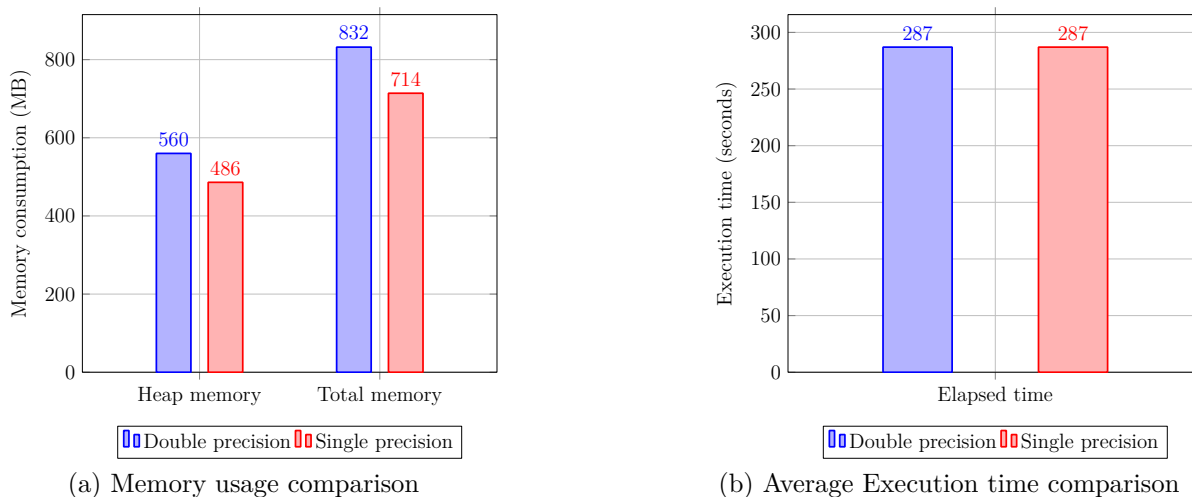 Memory consumption (MB)
800
600
400
200
0
832
714
560
486
Heap memory
Total memory
Double precision Single precision
(a) Memory usage comparison
Execution time (seconds)
300
250
200
150
100
50
0
287
287
Elapsed time
Double precision Single precision
(b) Average Execution time comparison